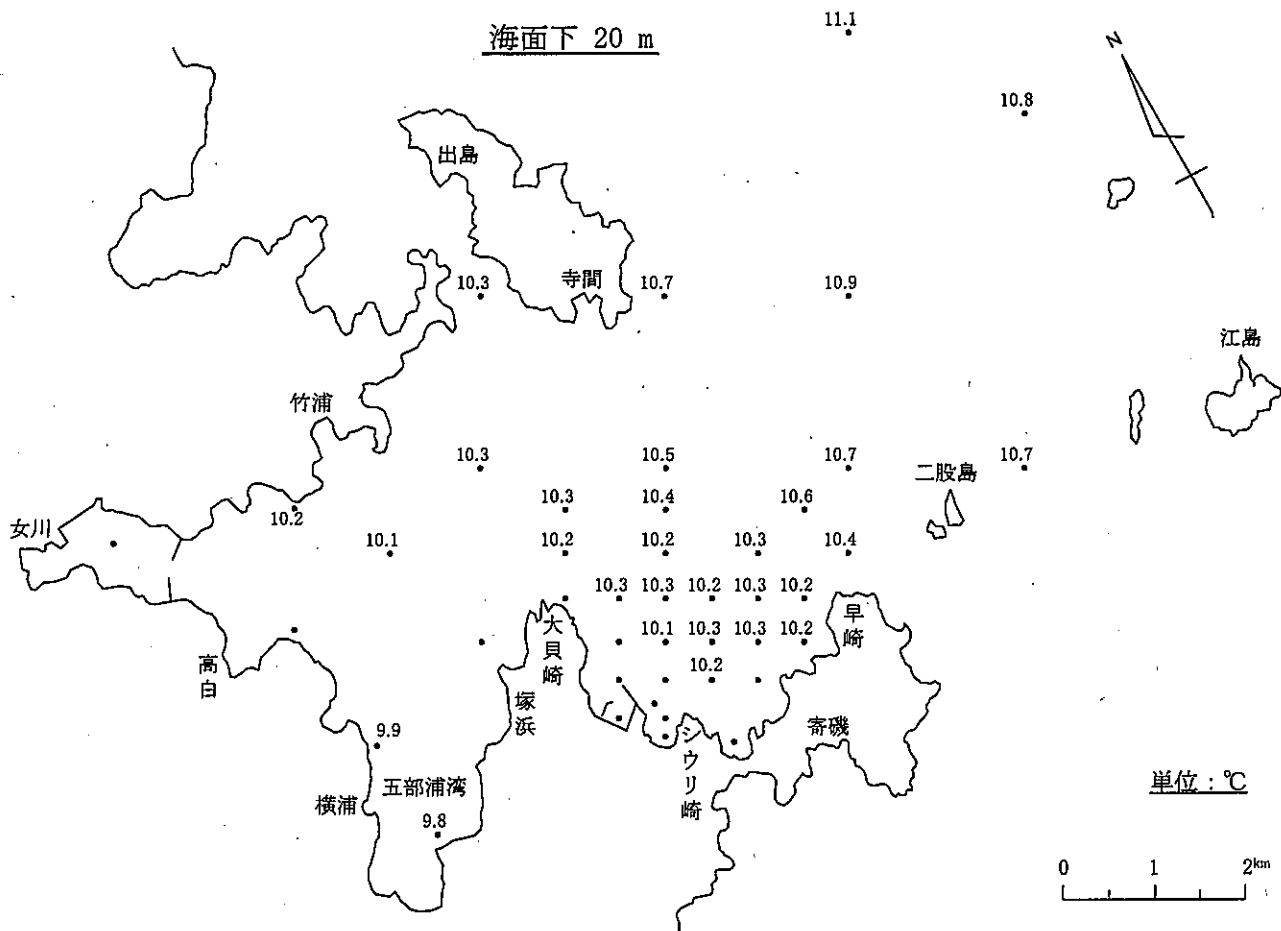 海面下 20 m
11.1
N
10.8
出島
寺間
10.3
10.7
10.9
江島
竹浦
10.3
10.5
10.7
10.7
二股島
10.3
10.4
10.6
女川
10.2
10.1
10.2
10.2
10.3
10.4
10.3
10.3
10.2
10.3
10.2
大貝崎
早崎
10.1
10.3
10.3
10.2
高白
10.2
塚浜
寄磯
シウリ崎
9.9
五部浦湾
横浦
9.8
単位:℃
0 1 2km